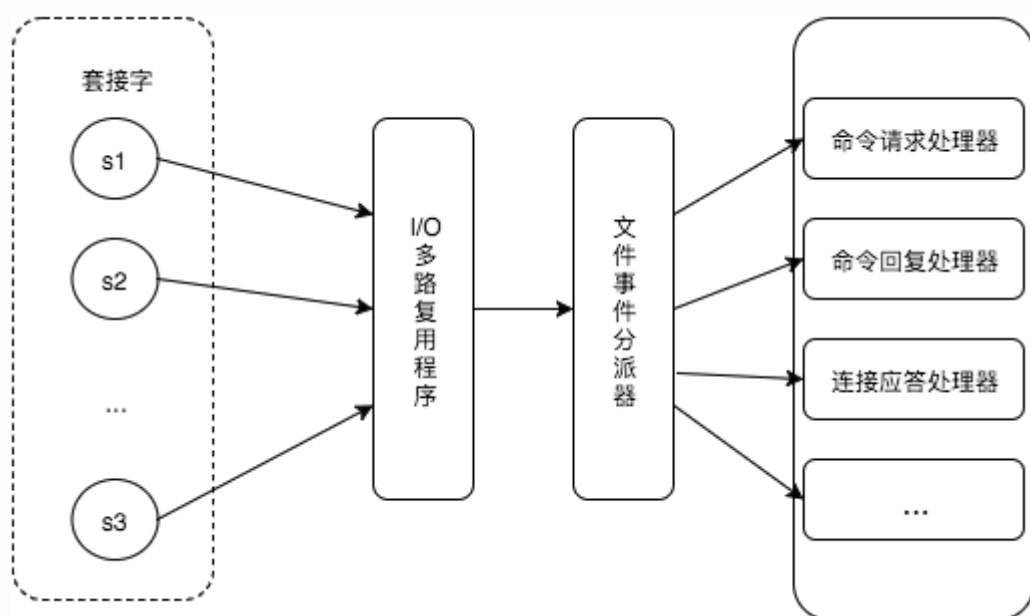 套接字
s1
s2
...
s3
I/O
多
路
复
用
程
序
文
件
事
件
分
派
器
命令请求处理器
命令回复处理器
连接应答处理器
...